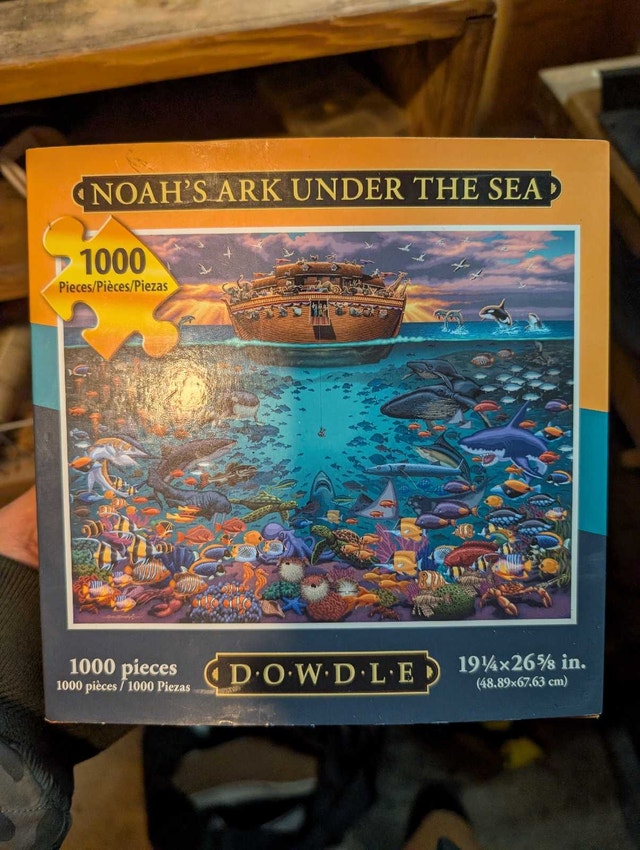 NOAH'S ARK UNDER THE SEA
1000
Pieces/Pièces/Piezas
1000 pieces
1000 pièces / 1000 Piezas
D·O·W·D·L·E
19¼×26⅝ in.
(48.89×67.63 cm)